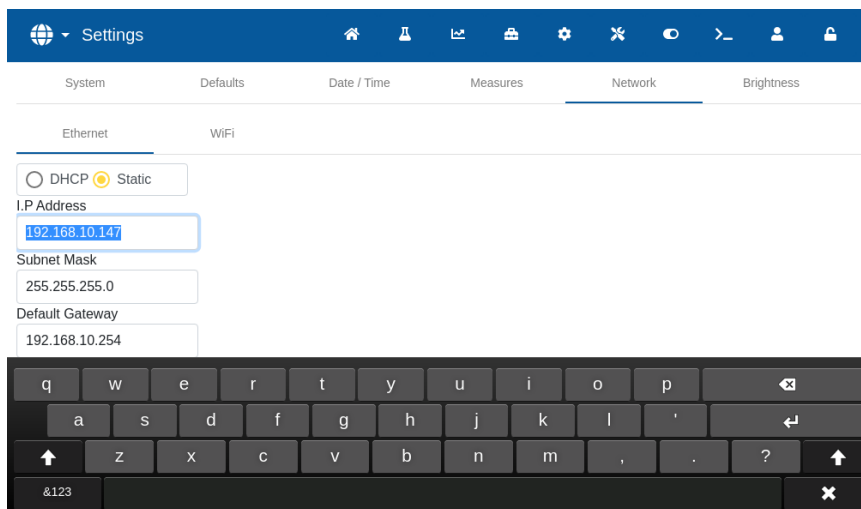 Settings
System Defaults Date / Time Measures Network Brightness
Ethernet WiFi
DHCP Static
I.P Address
192.168.10.147
Subnet Mask
255.255.255.0
Default Gateway
192.168.10.254
q w e r t y u i o p
a s d f g h j k l '
z x c v b n m , . ?
&123